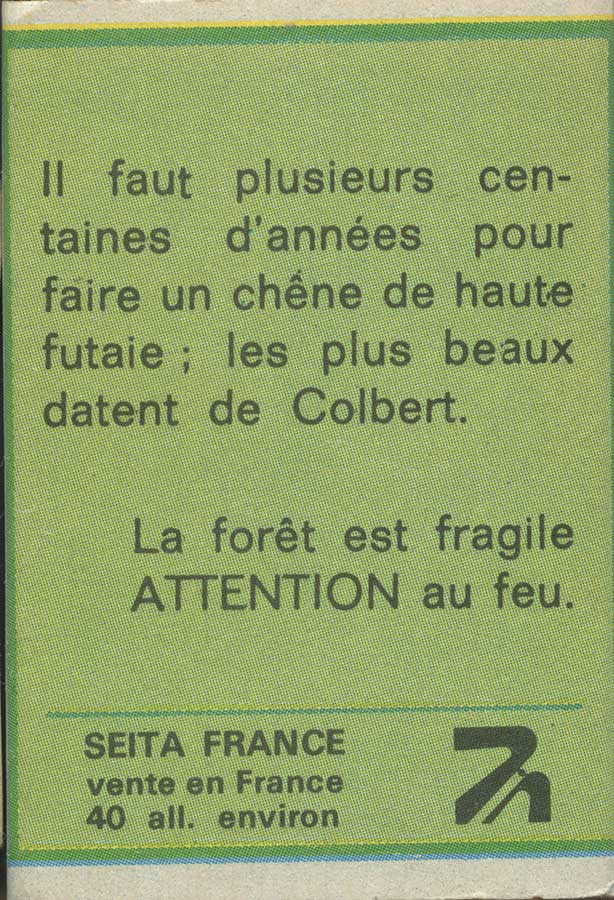 Il faut plusieurs cen-
taines d'années pour
faire un chêne de haute
futaie ; les plus beaux
datent de Colbert.
La forêt est fragile
ATTENTION au feu.
SEITA FRANCE
vente en France
40 all. environ